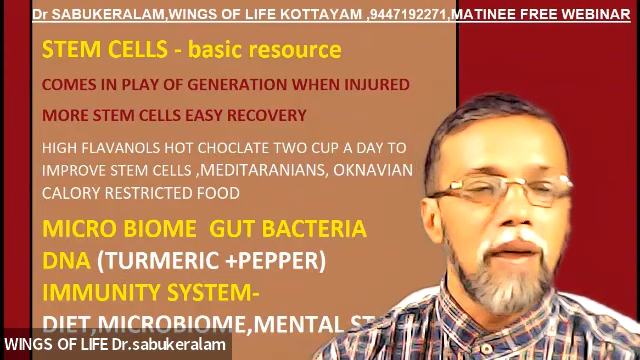 Dr SABUKERALAM,WINGS OF LIFE KOTTAYAM ,9447192271,MATINEE FREE WEBINAR
STEM CELLS - basic resource
COMES IN PLAY OF GENERATION WHEN INJURED
MORE STEM CELLS EASY RECOVERY
HIGH FLAVANOLS HOT CHOCLATE TWO CUP A DAY TO
IMPROVE STEM CELLS ,MEDITARANIANS, OKNAVIAN
CALORY RESTRICTED FOOD
MICRO BIOME GUT BACTERIA
DNA (TURMERIC +PEPPER)
IMMUNITY SYSTEM-
DIET,MICROBIOME,MENTAL
WINGS OF LIFE Dr.sabukeralam